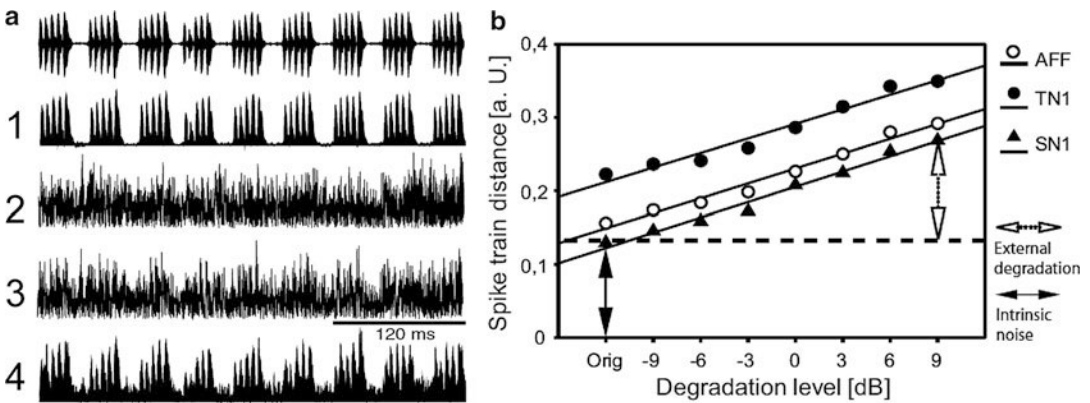 a
1
2
3
120 ms
4
b
Spike train distance [a. U.]
0,4
0,3
0,2
0,1
0
Orig -9 -6 -3 0 3 6 9
Degradation level [dB]
AFF
TN1
SN1
External
degradation
Intrinsic
noise